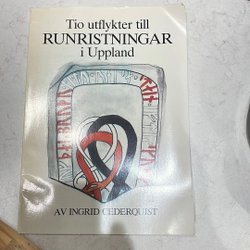 Tio utflykter till
RUNRISTNINGAR
i Uppland
AV INGRID CEDERQUIST